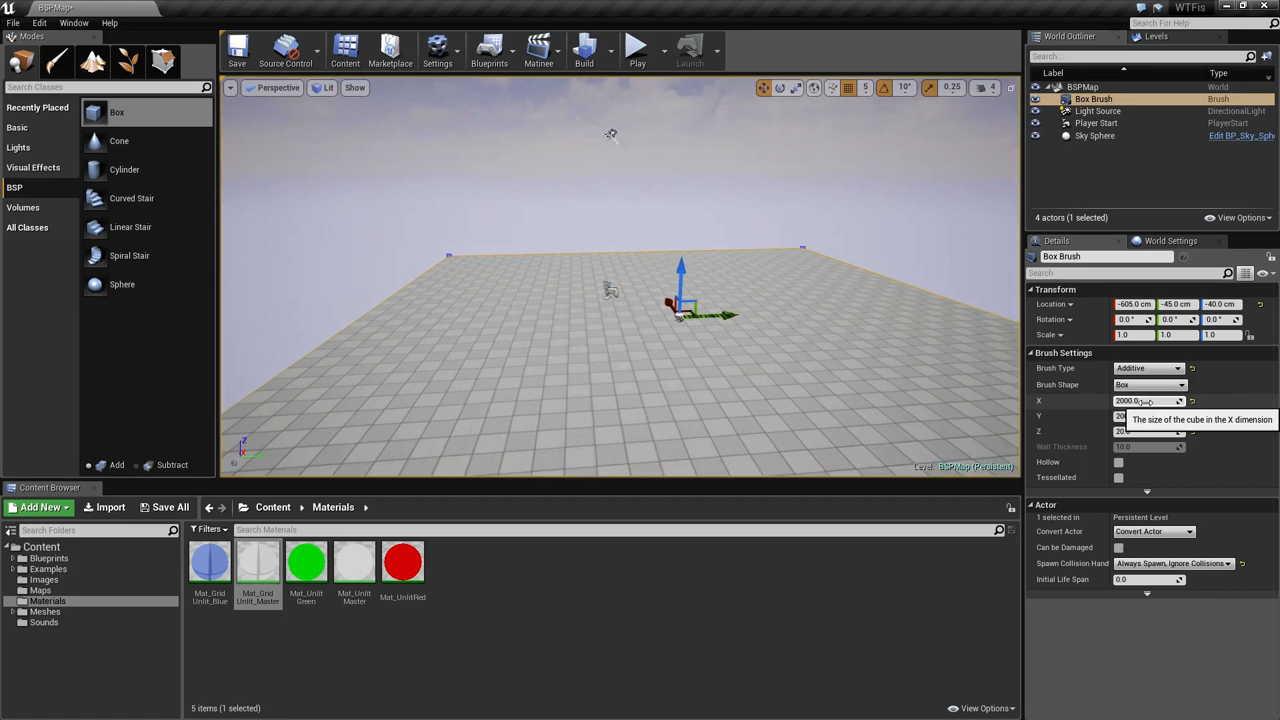 BSPMap*
WTFis
File Edit Window Help
Search For Help
Modes
Search Classes
Recently Placed
Basic
Lights
Visual Effects
BSP
Volumes
All Classes
Box
Cone
Cylinder
Curved Stair
Linear Stair
Spiral Stair
Sphere
Add Subtract
Save Source Control Content Marketplace Settings Blueprints Matinee Build Play Launch
Perspective Lit Show
5 10° 0.25 4
Level: BSPMap (Persistent)
World Outliner Levels
Search...
Label Type
BSPMap World
Box Brush Brush
Light Source DirectionalLight
Player Start PlayerStart
Sky Sphere Edit BP_Sky_Sph
4 actors (1 selected) View Options
Details World Settings
Box Brush
Search
Transform
Location -605.0 cm -45.0 cm -40.0 cm
Rotation 0.0 ° 0.0 ° 0.0 °
Scale 1.0 1.0 1.0
Brush Settings
Brush Type Additive
Brush Shape Box
X 2000.0
Y
The size of the cube in the X dimension
Z
Wall Thickness 10.0
Hollow
Tessellated
Actor
1 selected in Persistent Level
Convert Actor Convert Actor
Can be Damaged
Spawn Collision Hand Always Spawn, Ignore Collisions
Initial Life Span 0.0
Content Browser
Add New Import Save All Content Materials
Search Folders
Filters Search Materials
Content
Blueprints
Examples
Images
Maps
Materials
Meshes
Sounds
Mat_Grid
Unlit_Blue
Mat_Grid
Unlit_Master
Mat_Unlit
Green
Mat_Unlit
Master
Mat_UnlitRed
5 items (1 selected) View Options